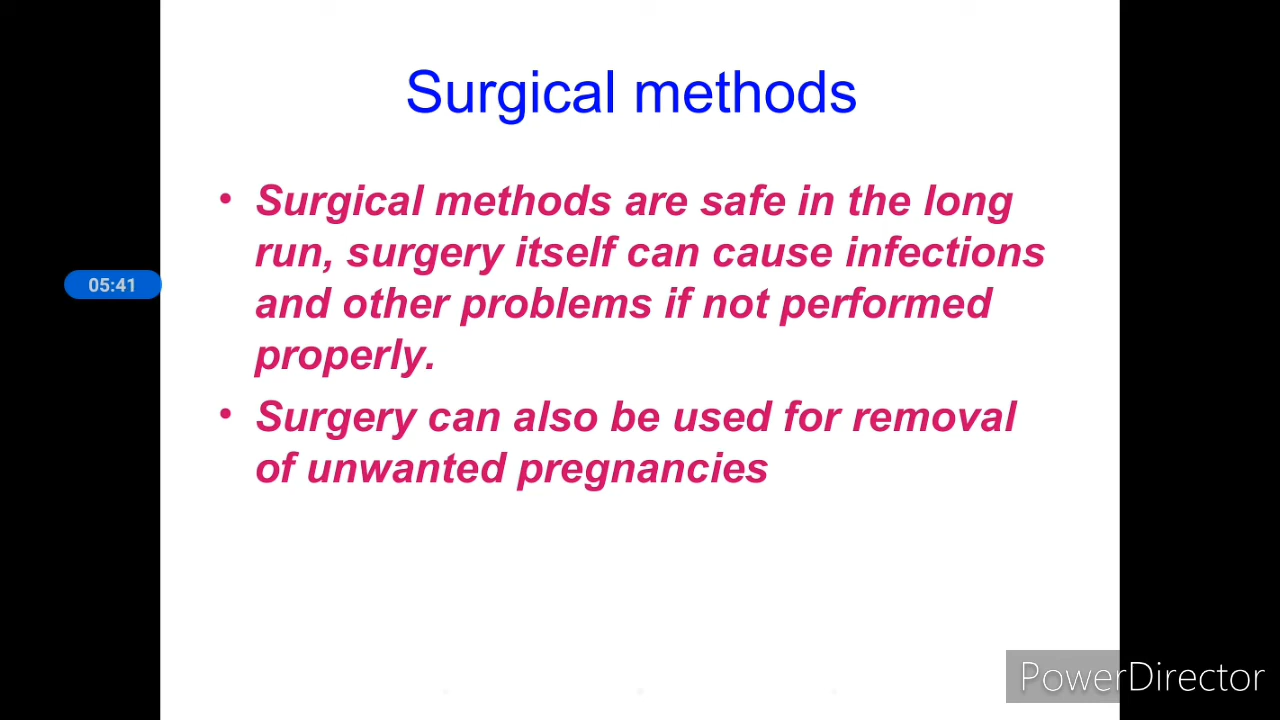 Surgical methods
• Surgical methods are safe in the long
run, surgery itself can cause infections
and other problems if not performed
properly.
05:41
• Surgery can also be used for removal
of unwanted pregnancies
PowerDirector